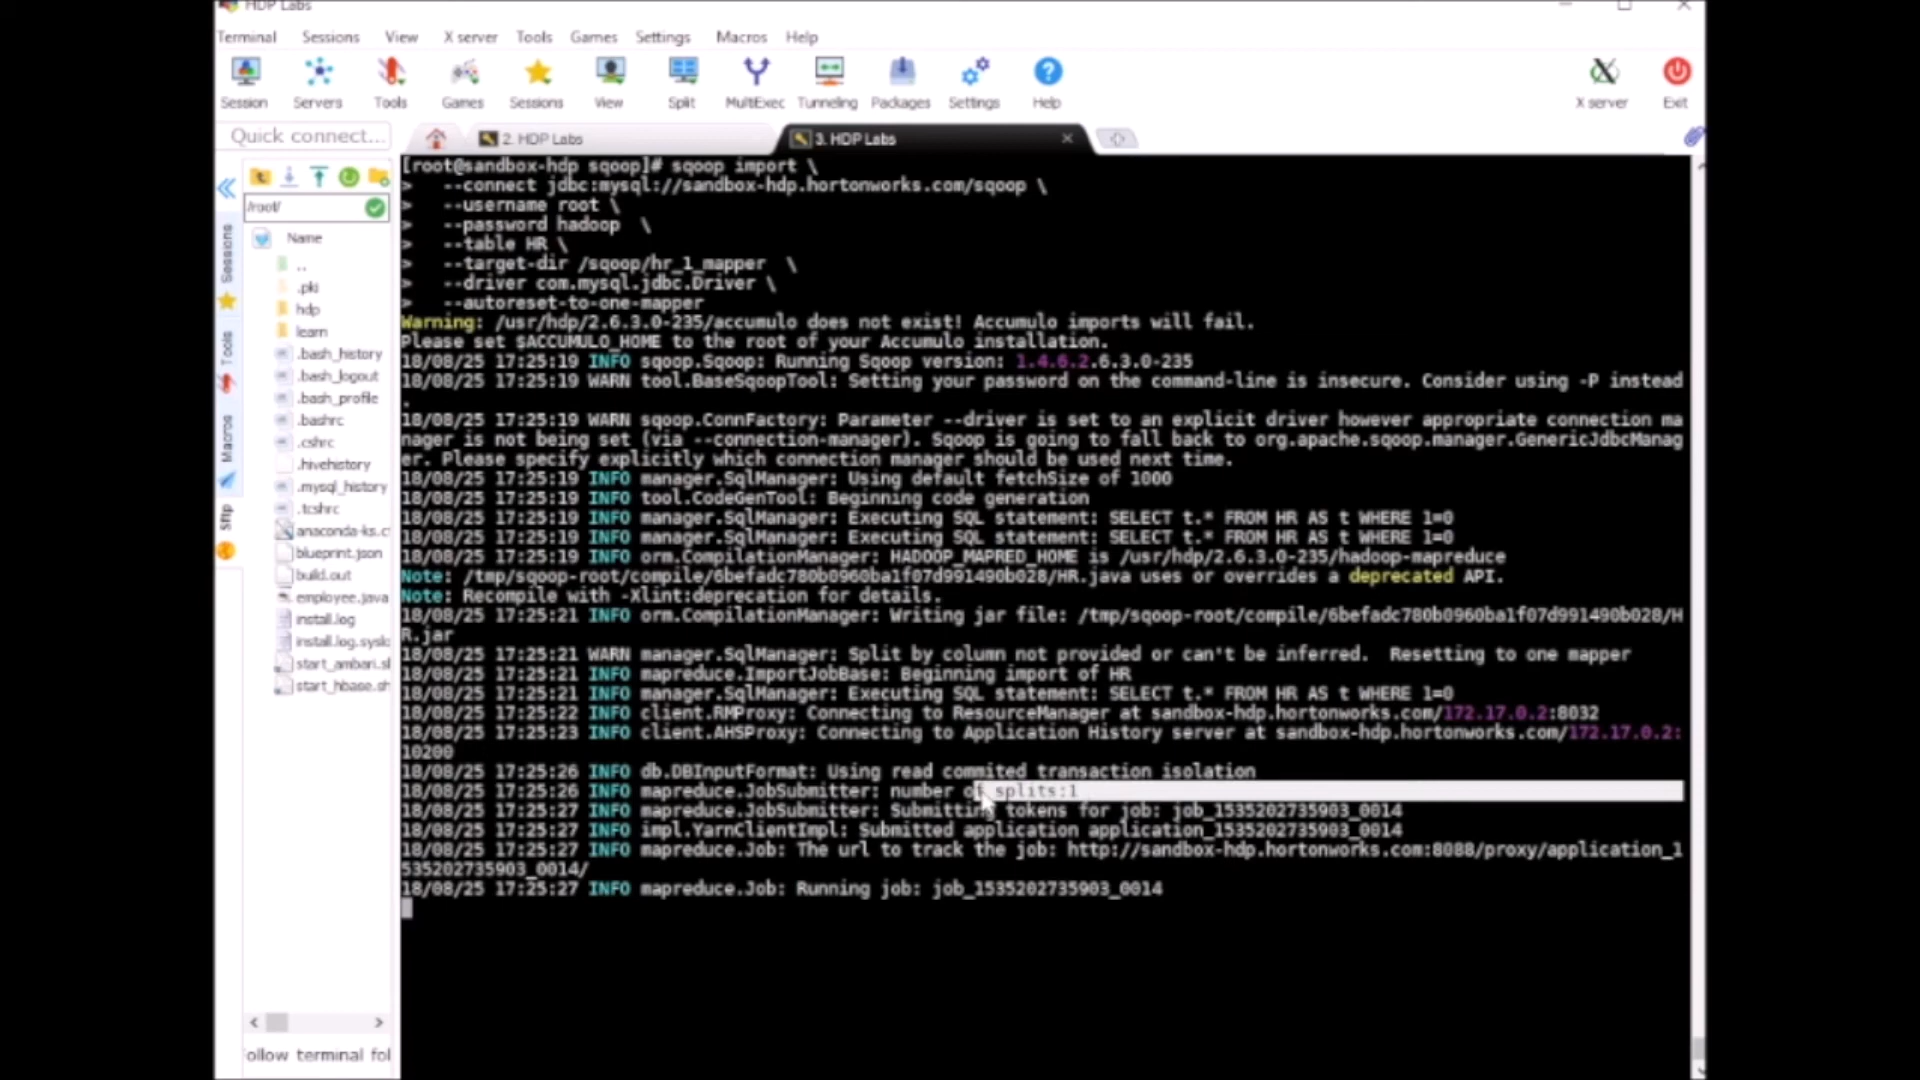 HDP Labs
Terminal Sessions View X server Tools Games Settings Macros Help
Session Servers Tools Games Sessions View Split MultiExec Tunneling Packages Settings Help X server Exit
Quick connect...
2. HDP Labs
3. HDP Labs
/root/
Name
..
.pki
hdp
learn
.bash_history
.bash_logout
.bash_profile
.bashrc
.cshrc
.hivehistory
.mysql_history
.tcshrc
anaconda-ks.c
blueprint.json
build.out
employee.java
install.log
install.log.syslo
start_ambari.sl
start_hbase.sh
ollow terminal fol
Sessions
Tools
Macros
Sftp
[root@sandbox-hdp sqoop]# sqoop import \
>   --connect jdbc:mysql://sandbox-hdp.hortonworks.com/sqoop \
>   --username root \
>   --password hadoop  \
>   --table HR \
>   --target-dir /sqoop/hr_1_mapper  \
>   --driver com.mysql.jdbc.Driver \
>   --autoreset-to-one-mapper
Warning: /usr/hdp/2.6.3.0-235/accumulo does not exist! Accumulo imports will fail.
Please set $ACCUMULO_HOME to the root of your Accumulo installation.
18/08/25 17:25:19 INFO sqoop.Sqoop: Running Sqoop version: 1.4.6.2.6.3.0-235
18/08/25 17:25:19 WARN tool.BaseSqoopTool: Setting your password on the command-line is insecure. Consider using -P instead
.
18/08/25 17:25:19 WARN sqoop.ConnFactory: Parameter --driver is set to an explicit driver however appropriate connection ma
nager is not being set (via --connection-manager). Sqoop is going to fall back to org.apache.sqoop.manager.GenericJdbcManag
er. Please specify explicitly which connection manager should be used next time.
18/08/25 17:25:19 INFO manager.SqlManager: Using default fetchSize of 1000
18/08/25 17:25:19 INFO tool.CodeGenTool: Beginning code generation
18/08/25 17:25:19 INFO manager.SqlManager: Executing SQL statement: SELECT t.* FROM HR AS t WHERE 1=0
18/08/25 17:25:19 INFO manager.SqlManager: Executing SQL statement: SELECT t.* FROM HR AS t WHERE 1=0
18/08/25 17:25:19 INFO orm.CompilationManager: HADOOP_MAPRED_HOME is /usr/hdp/2.6.3.0-235/hadoop-mapreduce
Note: /tmp/sqoop-root/compile/6befadc780b0960ba1f07d991490b028/HR.java uses or overrides a deprecated API.
Note: Recompile with -Xlint:deprecation for details.
18/08/25 17:25:21 INFO orm.CompilationManager: Writing jar file: /tmp/sqoop-root/compile/6befadc780b0960ba1f07d991490b028/H
R.jar
18/08/25 17:25:21 WARN manager.SqlManager: Split by column not provided or can't be inferred.  Resetting to one mapper
18/08/25 17:25:21 INFO mapreduce.ImportJobBase: Beginning import of HR
18/08/25 17:25:21 INFO manager.SqlManager: Executing SQL statement: SELECT t.* FROM HR AS t WHERE 1=0
18/08/25 17:25:22 INFO client.RMProxy: Connecting to ResourceManager at sandbox-hdp.hortonworks.com/172.17.0.2:8032
18/08/25 17:25:23 INFO client.AHSProxy: Connecting to Application History server at sandbox-hdp.hortonworks.com/172.17.0.2:
10200
18/08/25 17:25:26 INFO db.DBInputFormat: Using read commited transaction isolation
18/08/25 17:25:26 INFO mapreduce.JobSubmitter: number of splits:1
18/08/25 17:25:27 INFO mapreduce.JobSubmitter: Submitting tokens for job: job_1535202735903_0014
18/08/25 17:25:27 INFO impl.YarnClientImpl: Submitted application application_1535202735903_0014
18/08/25 17:25:27 INFO mapreduce.Job: The url to track the job: http://sandbox-hdp.hortonworks.com:8088/proxy/application_1
535202735903_0014/
18/08/25 17:25:27 INFO mapreduce.Job: Running job: job_1535202735903_0014